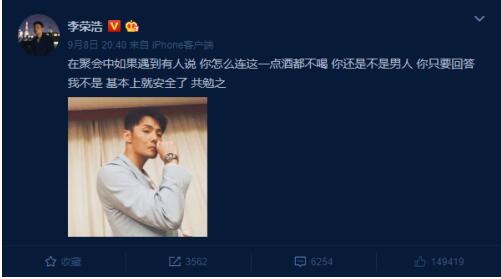 李荣浩
9月8日 20:40 来自 iPhone客户端
在聚会中如果遇到有人说 你怎么连这一点酒都不喝 你还是不是男人 你只要回答
我不是 基本上就安全了 共勉之
收藏 3562 6254 149419